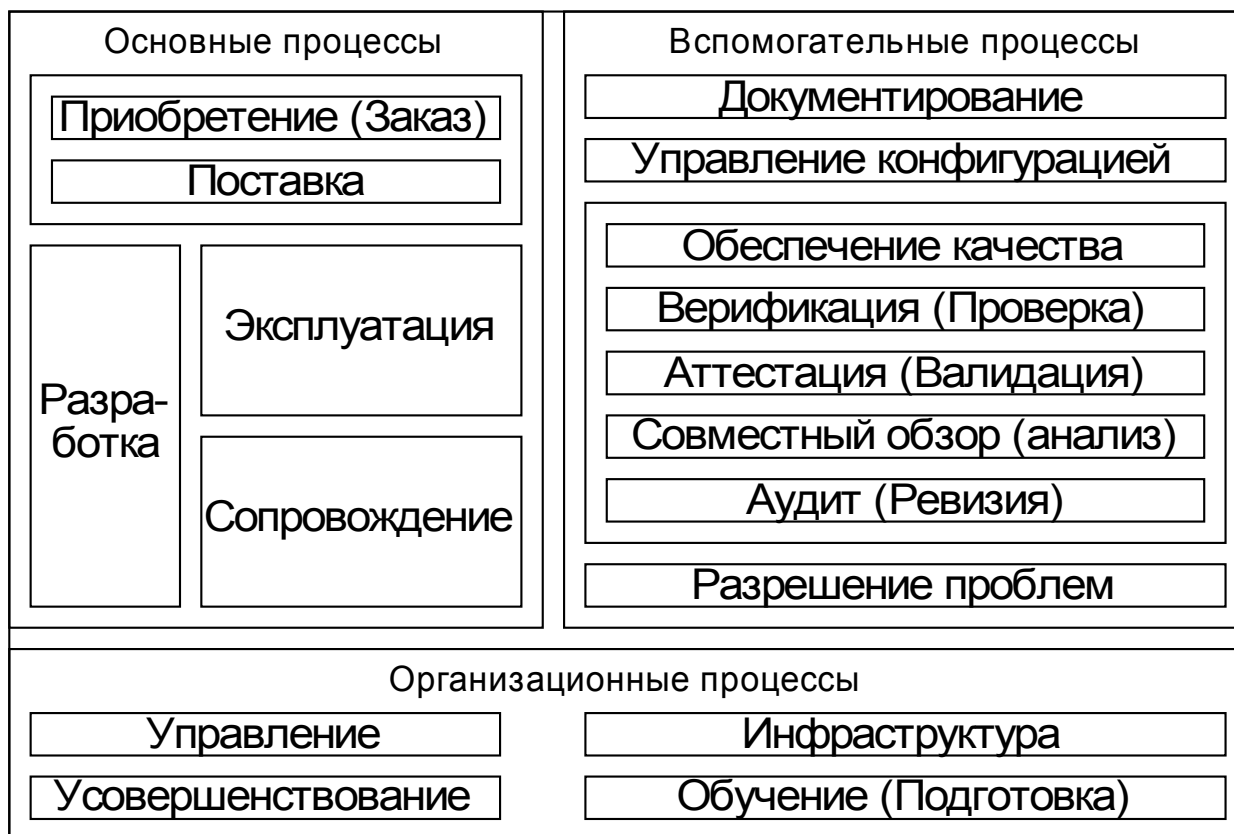 Основные процессы
Приобретение (Заказ)
Поставка
Разра-
ботка
Эксплуатация
Сопровождение
Вспомогательные процессы
Документирование
Управление конфигурацией
Обеспечение качества
Верификация (Проверка)
Аттестация (Валидация)
Совместный обзор (анализ)
Аудит (Ревизия)
Разрешение проблем
Организационные процессы
Управление
Инфраструктура
Усовершенствование
Обучение (Подготовка)